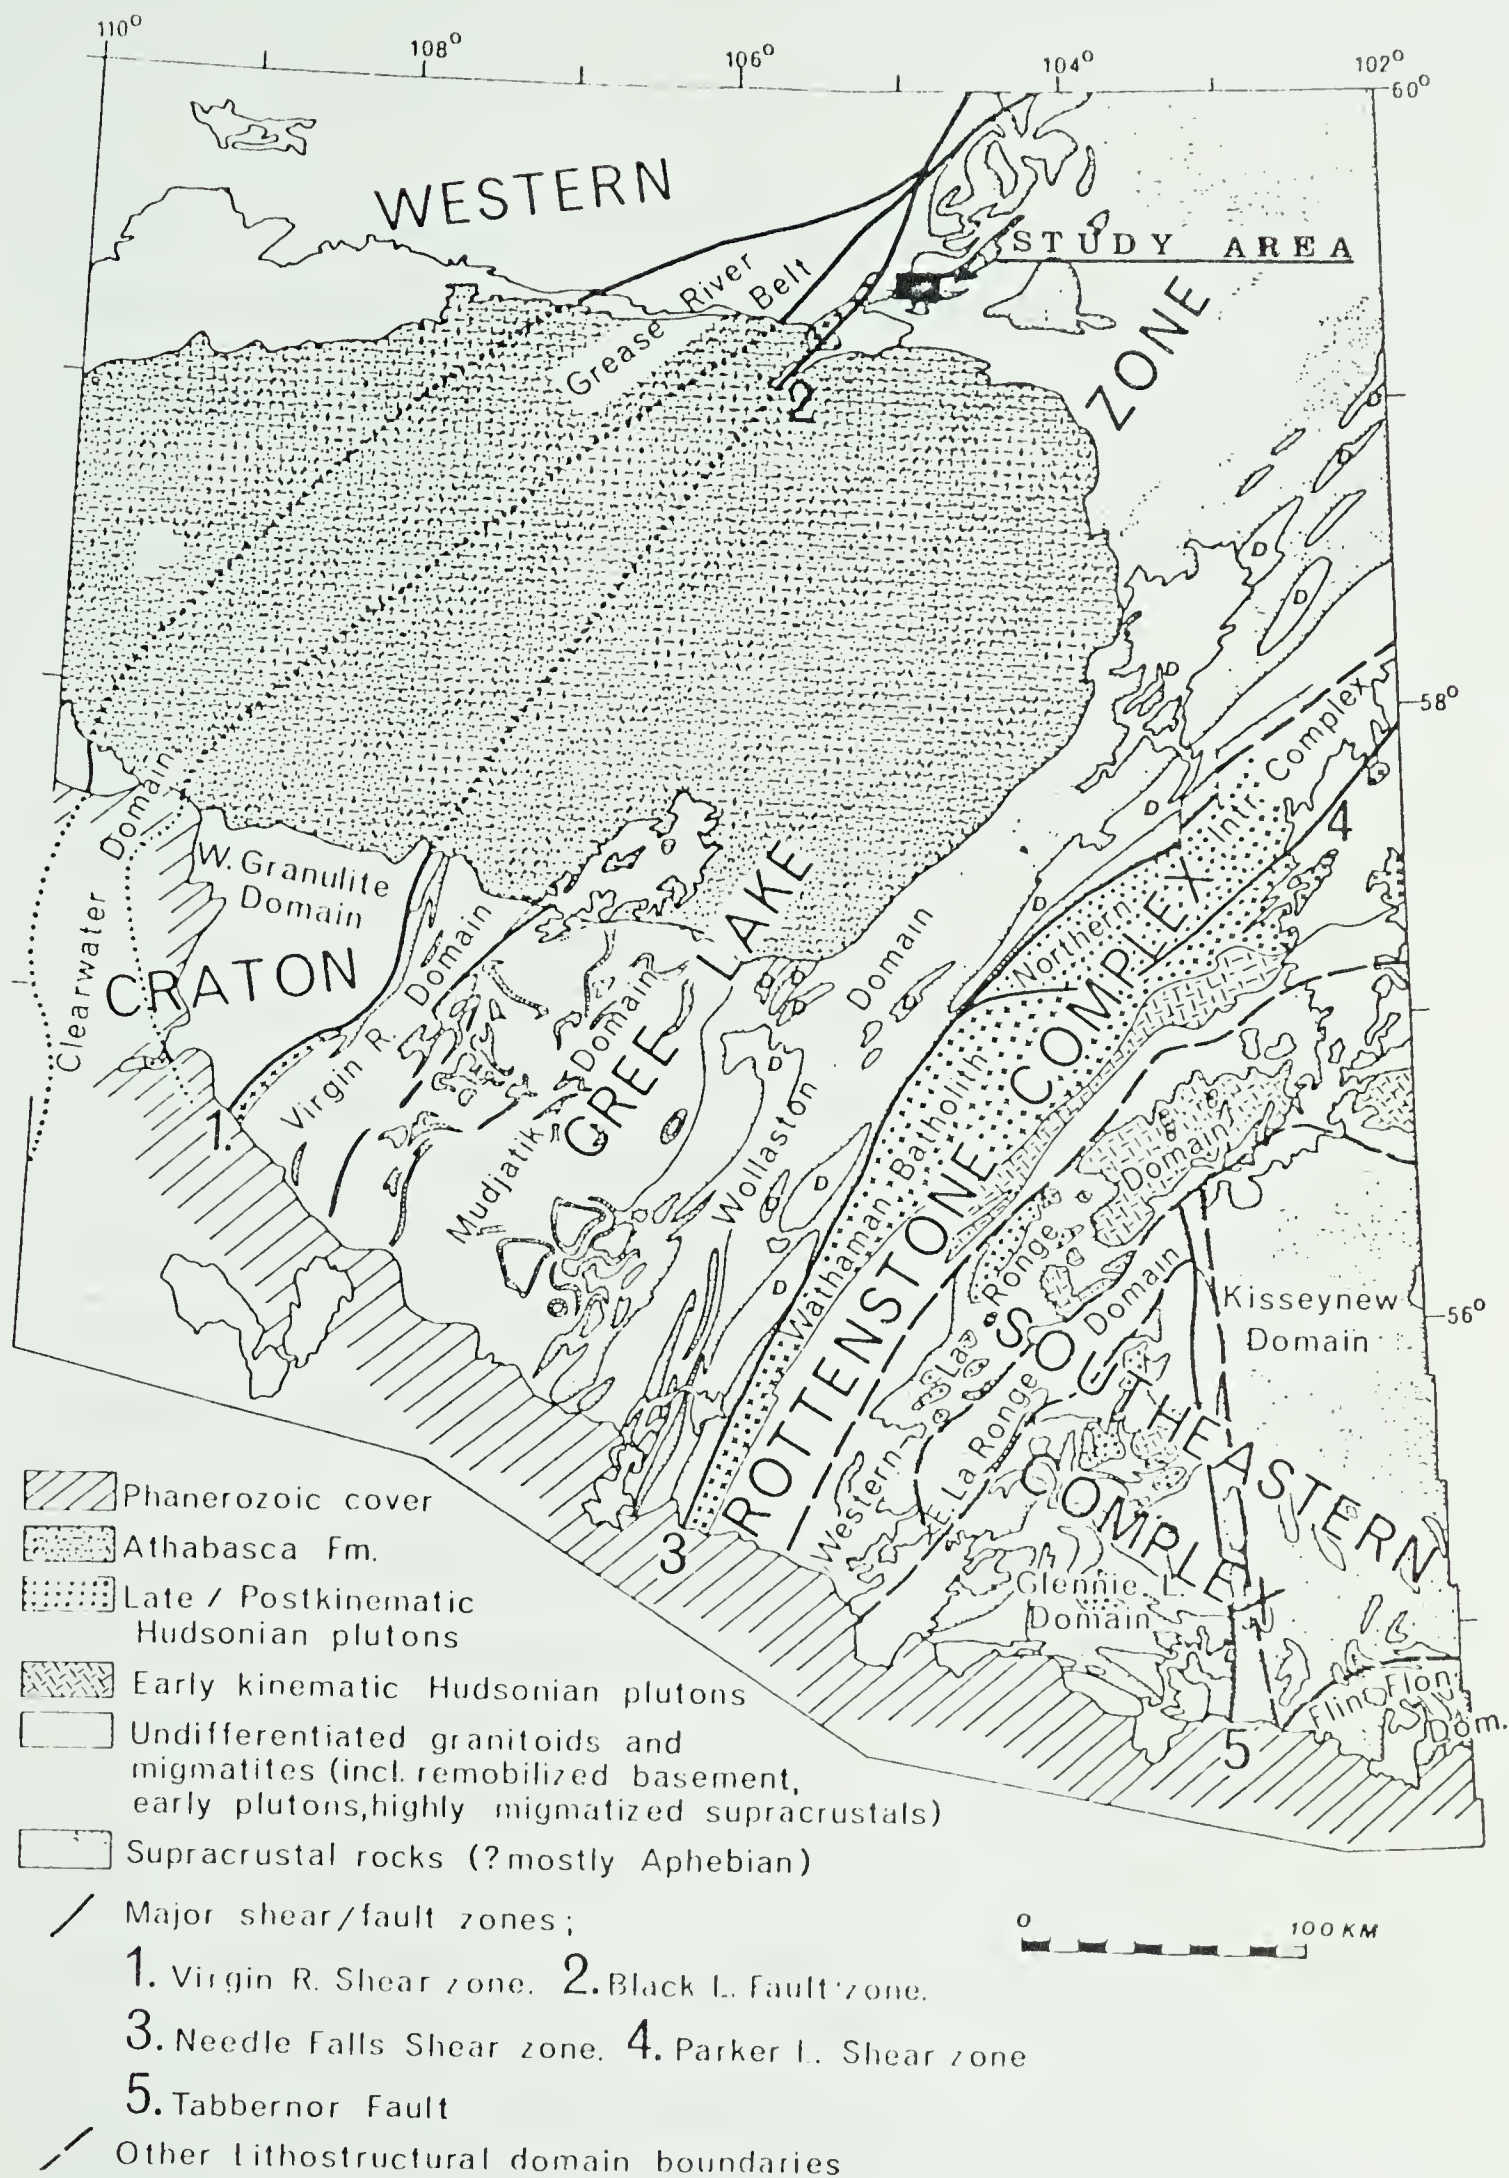 110°
108°
106°
104°
102°
60°
WESTERN
STUDY AREA
Grease River
Belt
ZONE
2
58°
Clearwater Domain
W. Granulite
Domain
CRATON
Virgin R. Domain
Mudjatik Domain
CREE LAKE
Wollaston Domain
Northern Intr. Complex
4
Wathaman Batholith
ROTTENSTONE COMPLEX
1.
La Ronge Domain
Western
E. La Ronge Domain
SOUTHEASTERN
COMPLEX
Kisseynew
Domain
56°
Glennie L.
Domain
Flin Flon
Dom.
3
5
Phanerozoic cover
Athabasca Fm.
Late / Postkinematic
Hudsonian plutons
Early kinematic Hudsonian plutons
Undifferentiated granitoids and
migmatites (incl. remobilized basement,
early plutons, highly migmatized supracrustals)
Supracrustal rocks (? mostly Aphebian)
Major shear/fault zones;
1. Virgin R. Shear zone. 2. Black L. Fault zone.
3. Needle Falls Shear zone. 4. Parker L. Shear zone
5. Tabbernor Fault
Other lithostructural domain boundaries
0 100 KM